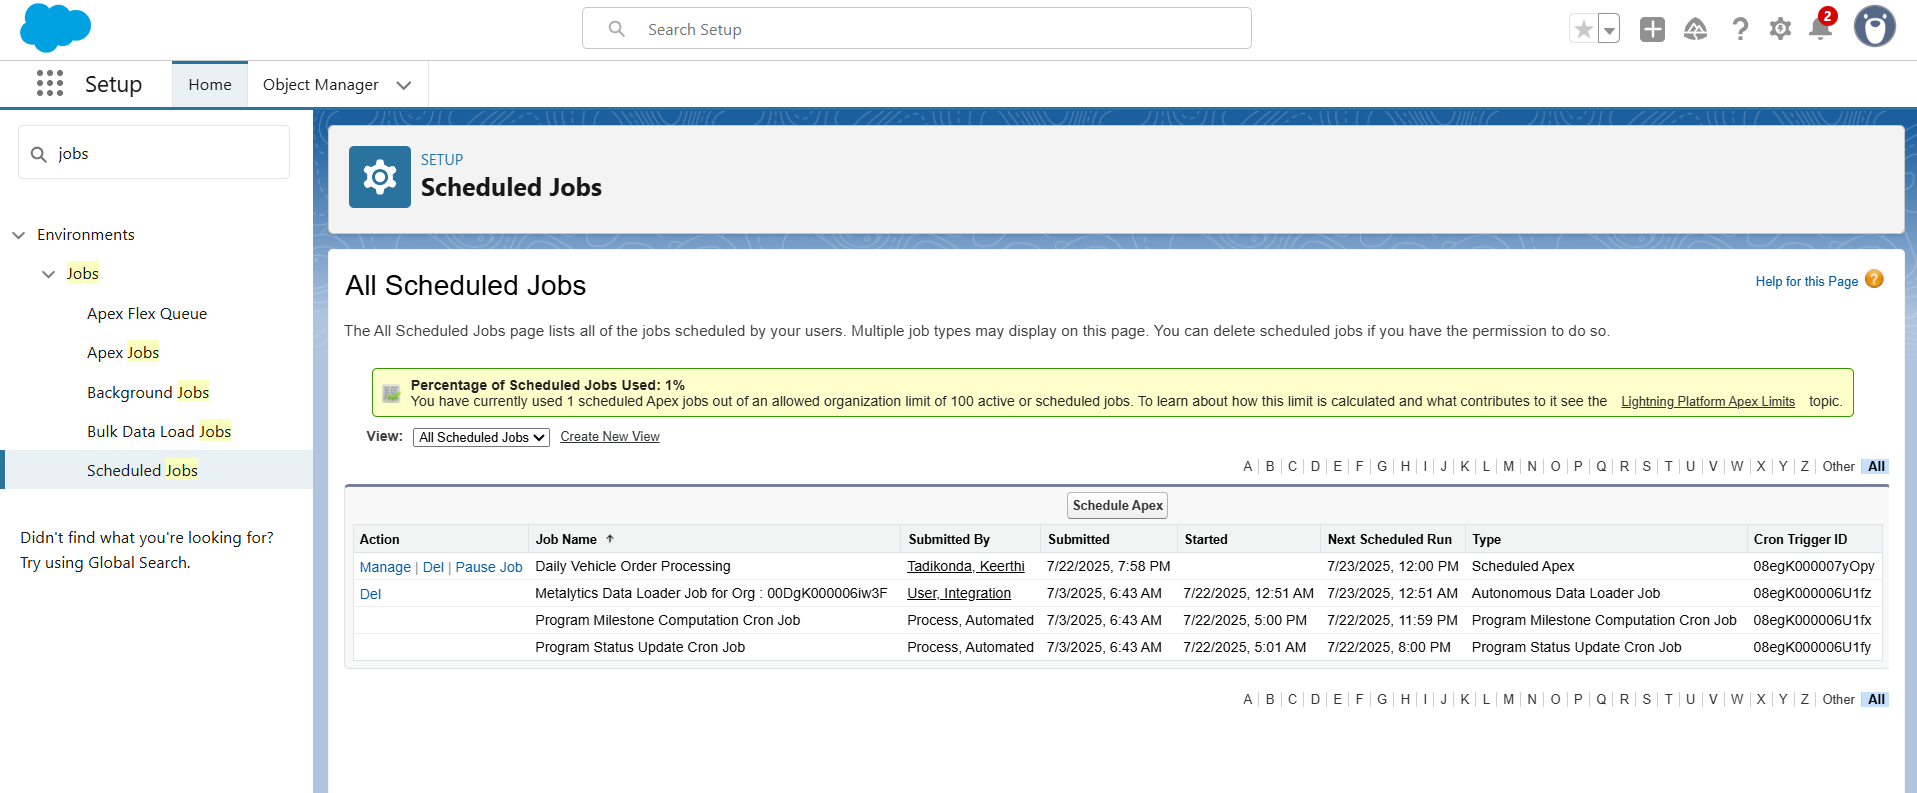 Search Setup
2
Setup
Home
Object Manager
jobs
Environments
Jobs
Apex Flex Queue
Apex Jobs
Background Jobs
Bulk Data Load Jobs
Scheduled Jobs
Didn't find what you're looking for?
Try using Global Search.
SETUP
Scheduled Jobs
All Scheduled Jobs
Help for this Page ?
The All Scheduled Jobs page lists all of the jobs scheduled by your users. Multiple job types may display on this page. You can delete scheduled jobs if you have the permission to do so.
Percentage of Scheduled Jobs Used: 1%
You have currently used 1 scheduled Apex jobs out of an allowed organization limit of 100 active or scheduled jobs. To learn about how this limit is calculated and what contributes to it see the Lightning Platform Apex Limits topic.
View: All Scheduled Jobs Create New View
A | B | C | D | E | F | G | H | I | J | K | L | M | N | O | P | Q | R | S | T | U | V | W | X | Y | Z | Other | All
Schedule Apex
Action Job Name Submitted By Submitted Started Next Scheduled Run Type Cron Trigger ID
Manage | Del | Pause Job Daily Vehicle Order Processing Tadikonda, Keerthi 7/22/2025, 7:58 PM 7/23/2025, 12:00 PM Scheduled Apex 08egK000007yOpy
Del Metalytics Data Loader Job for Org : 00DgK000006iw3F User, Integration 7/3/2025, 6:43 AM 7/22/2025, 12:51 AM 7/23/2025, 12:51 AM Autonomous Data Loader Job 08egK000006U1fz
Program Milestone Computation Cron Job Process, Automated 7/3/2025, 6:43 AM 7/22/2025, 5:00 PM 7/22/2025, 11:59 PM Program Milestone Computation Cron Job 08egK000006U1fx
Program Status Update Cron Job Process, Automated 7/3/2025, 6:43 AM 7/22/2025, 5:01 AM 7/22/2025, 8:00 PM Program Status Update Cron Job 08egK000006U1fy
A | B | C | D | E | F | G | H | I | J | K | L | M | N | O | P | Q | R | S | T | U | V | W | X | Y | Z | Other | All